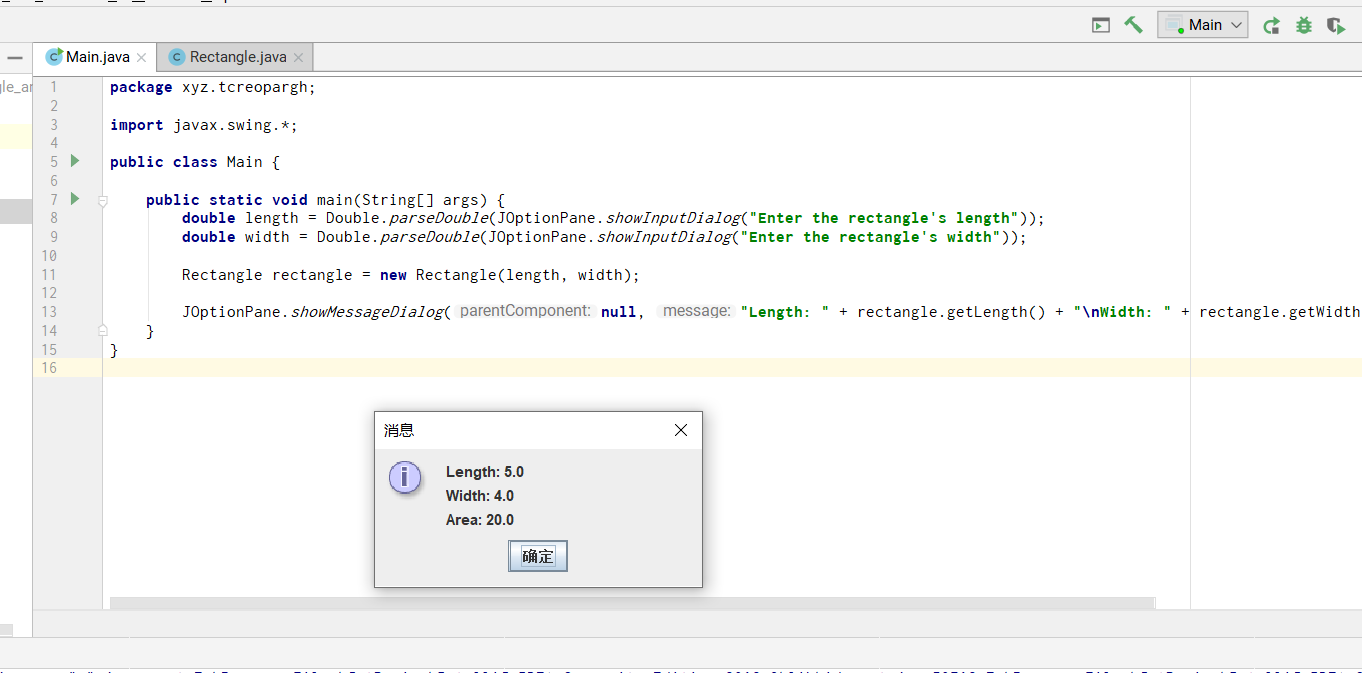 Main
Main.java
Rectangle.java
1 package xyz.tcreopargh;
2
3 import javax.swing.*;
4
5 public class Main {
6
7 public static void main(String[] args) {
8 double length = Double.parseDouble(JOptionPane.showInputDialog("Enter the rectangle's length"));
9 double width = Double.parseDouble(JOptionPane.showInputDialog("Enter the rectangle's width"));
10
11 Rectangle rectangle = new Rectangle(length, width);
12
13 JOptionPane.showMessageDialog( parentComponent: null, message: "Length: " + rectangle.getLength() + "\nWidth: " + rectangle.getWidth
14 }
15 }
16
消息
i
Length: 5.0
Width: 4.0
Area: 20.0
确定